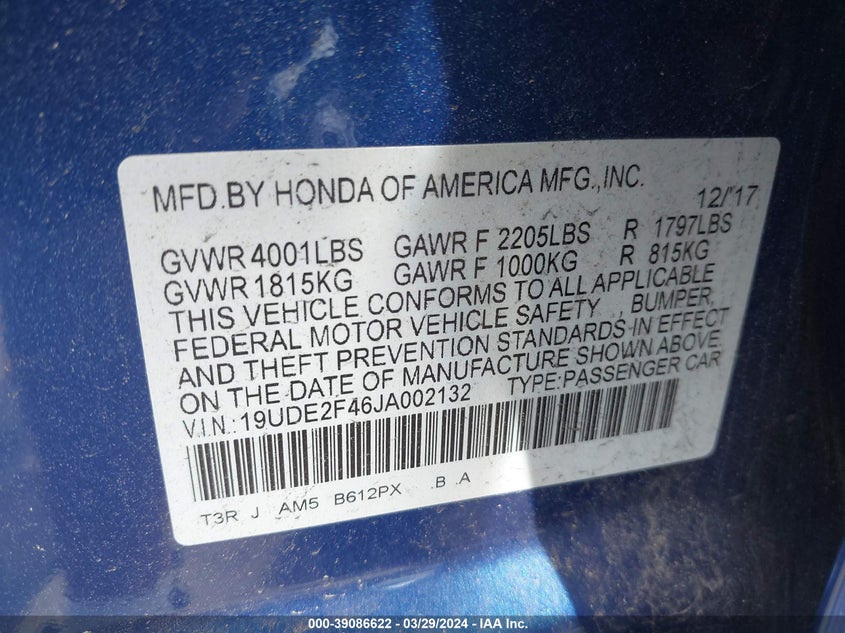 MFD.BY HONDA OF AMERICA MFG.,INC. 12/'17
GVWR 4001LBS GAWR F 2205LBS R 1797LBS
GVWR 1815KG GAWR F 1000KG R 815KG
THIS VEHICLE CONFORMS TO ALL APPLICABLE
FEDERAL MOTOR VEHICLE SAFETY , BUMPER,
AND THEFT PREVENTION STANDARDS IN EFFECT
ON THE DATE OF MANUFACTURE SHOWN ABOVE.
V.I.N.: 19UDE2F46JA002132 TYPE:PASSENGER CAR
T3R J AM5 B612PX .B .A
000-39086622 - 03/29/2024 - IAA Inc.